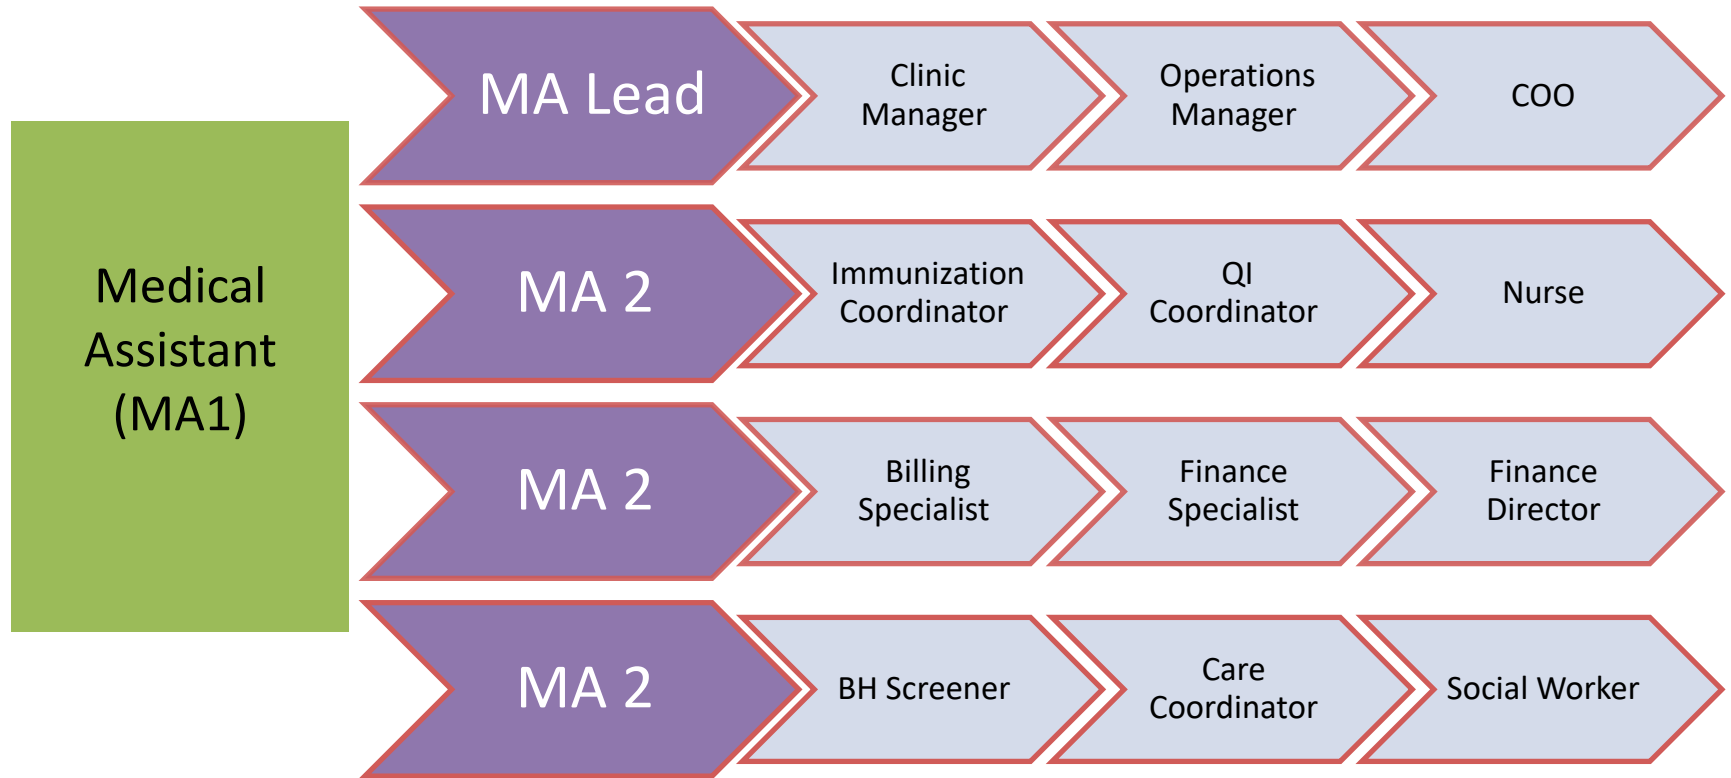 Medical
Assistant
(MA1)
MA Lead
Clinic
Manager
Operations
Manager
COO
MA 2
Immunization
Coordinator
QI
Coordinator
Nurse
MA 2
Billing
Specialist
Finance
Specialist
Finance
Director
MA 2
BH Screener
Care
Coordinator
Social Worker